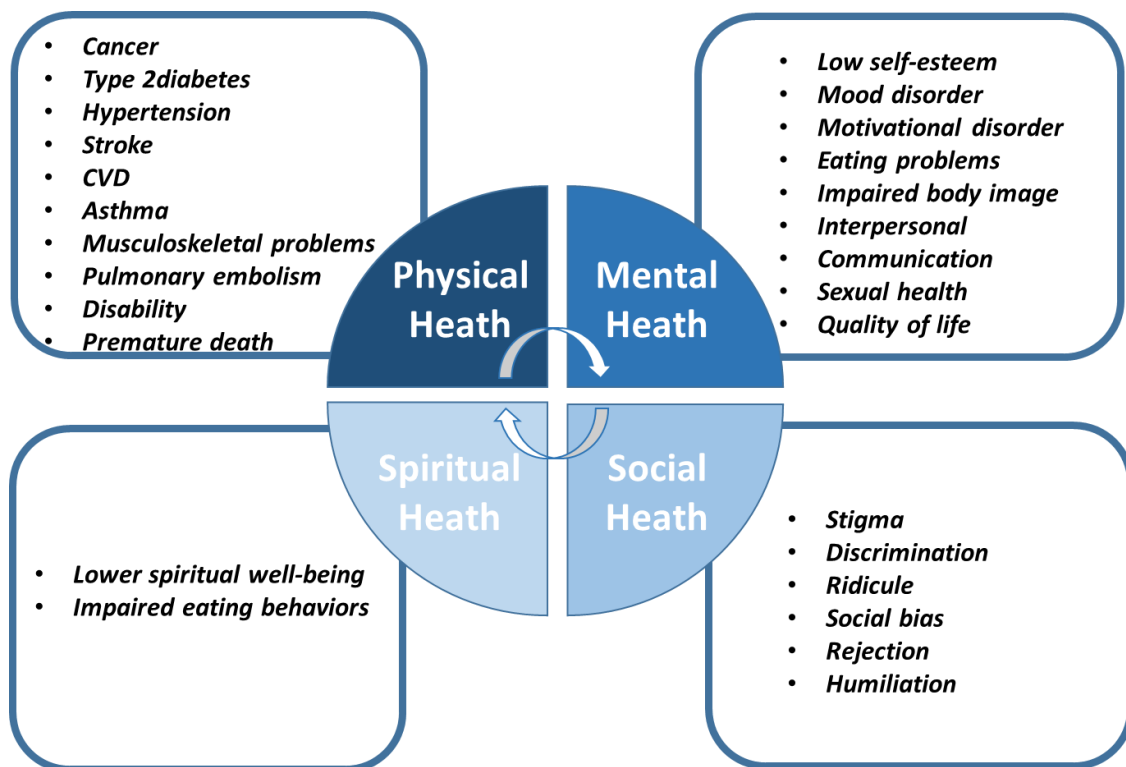 • Cancer
• Type 2diabetes
• Hypertension
• Stroke
• CVD
• Asthma
• Musculoskeletal problems
• Pulmonary embolism
• Disability
• Premature death
• Low self-esteem
• Mood disorder
• Motivational disorder
• Eating problems
• Impaired body image
• Interpersonal
• Communication
• Sexual health
• Quality of life
Physical
Heath
Mental
Heath
Spiritual
Heath
Social
Heath
• Lower spiritual well-being
• Impaired eating behaviors
• Stigma
• Discrimination
• Ridicule
• Social bias
• Rejection
• Humiliation